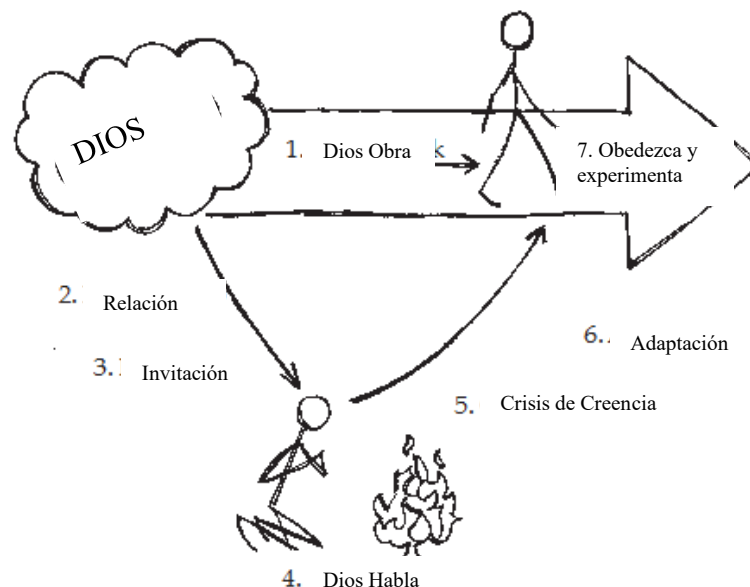 DIOS
1. Dios Obra k
7. Obedezca y
experimenta
2. Relación
3. Invitación
6. Adaptación
5. Crisis de Creencia
4. Dios Habla